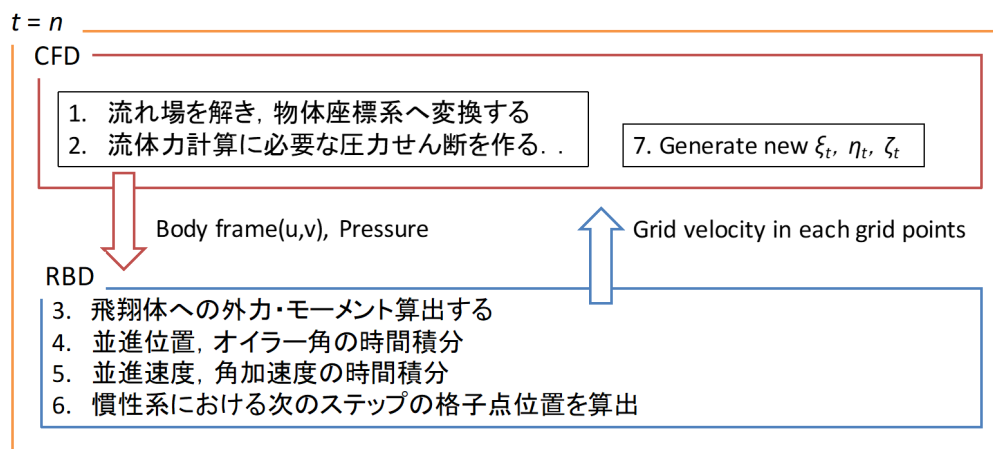 t = n
CFD
1. 流れ場を解き，物体座標系へ変換する
2. 流体力計算に必要な圧力せん断を作る．．
7. Generate new ξt, ηt, ζt
Body frame(u,v), Pressure
Grid velocity in each grid points
RBD
3. 飛翔体への外力・モーメント算出する
4. 並進位置，オイラー角の時間積分
5. 並進速度，角加速度の時間積分
6. 慣性系における次のステップの格子点位置を算出